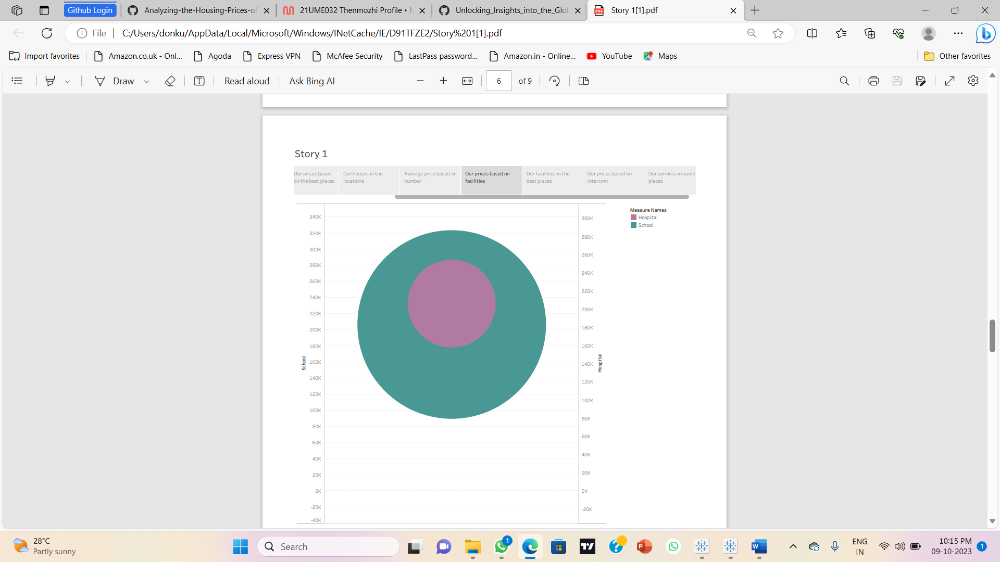 Github Login
Analyzing-the-Housing-Prices-of
21UME032 Thenmozhi Profile •
Unlocking_Insights_into_the_Glo
Story 1[1].pdf
File
C:/Users/donku/AppData/Local/Microsoft/Windows/INetCache/IE/D91TFZE2/Story%201[1].pdf
Import favorites
Amazon.co.uk - Onl...
Agoda
Express VPN
McAfee Security
LastPass password...
Amazon.in - Online...
YouTube
Maps
Other favorites
Draw
Read aloud
Ask Bing AI
6
of 9
Story 1
Our prices based
on the best places
Our houses in the
locations
Average price based on
number
Our prices based on
facilities
Our facilities in the
best places
Our prices based on
intercom
Our services in some
places
Measure Names
Hospital
School
340K
320K
300K
280K
260K
240K
220K
200K
180K
160K
140K
120K
100K
80K
60K
40K
20K
0K
-20K
-40K
School
300K
280K
260K
240K
220K
200K
180K
160K
140K
120K
100K
80K
60K
40K
20K
0K
-20K
Hospital
28°C
Partly sunny
Search
1
ENG
IN
10:15 PM
09-10-2023
1